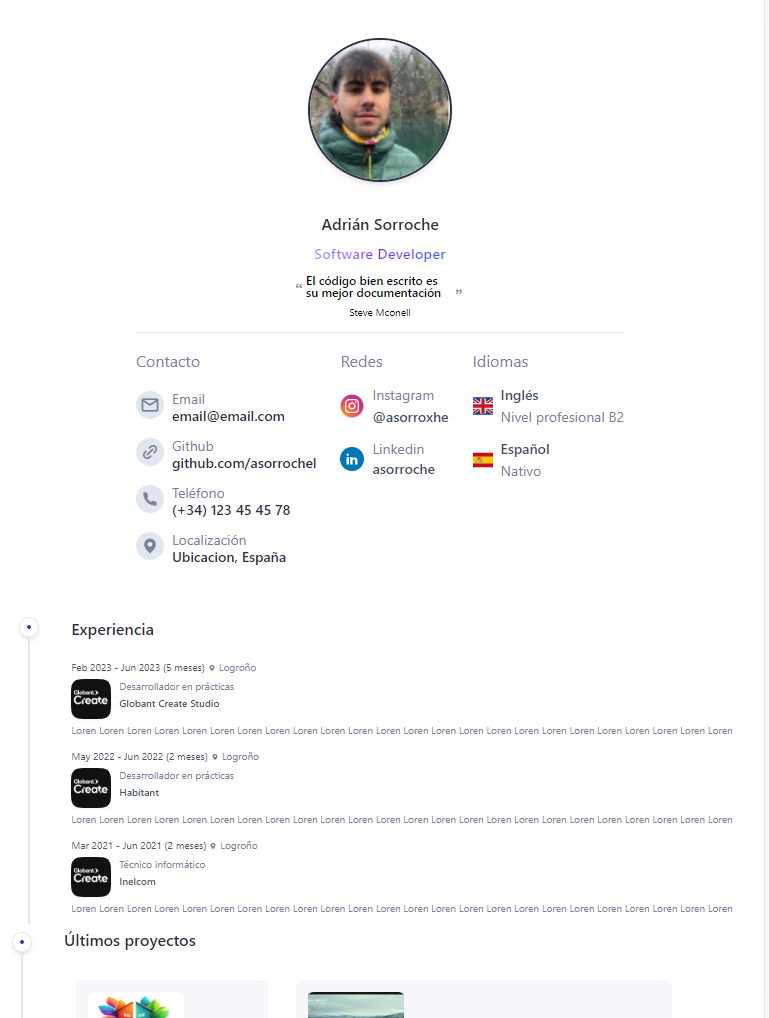 Adrián Sorroche
Software Developer
“ El código bien escrito es
su mejor documentación ”
Steve Mconell
Contacto
Email
email@email.com
Github
github.com/asorrochel
Teléfono
(+34) 123 45 45 78
Localización
Ubicacion, España
Redes
Instagram
@asorroxhe
Linkedin
asorroche
Idiomas
Inglés
Nivel profesional B2
Español
Nativo
Experiencia
Feb 2023 - Jun 2023 (5 meses) Logroño
Globant
Create
Desarrollador en prácticas
Globant Create Studio
Loren Loren Loren Loren Loren Loren Loren Loren Loren Loren Loren Loren Loren Loren Loren Loren Loren Loren Loren Loren Loren Loren Loren Loren
May 2022 - Jun 2022 (2 meses) Logroño
Globant
Create
Desarrollador en prácticas
Habitant
Loren Loren Loren Loren Loren Loren Loren Loren Loren Loren Loren Loren Loren Loren Loren Loren Loren Loren Loren Loren Loren Loren Loren Loren
Mar 2021 - Jun 2021 (2 meses) Logroño
Globant
Create
Técnico informático
Inelcom
Loren Loren Loren Loren Loren Loren Loren Loren Loren Loren Loren Loren Loren Loren Loren Loren Loren Loren Loren Loren Loren Loren Loren Loren
Últimos proyectos